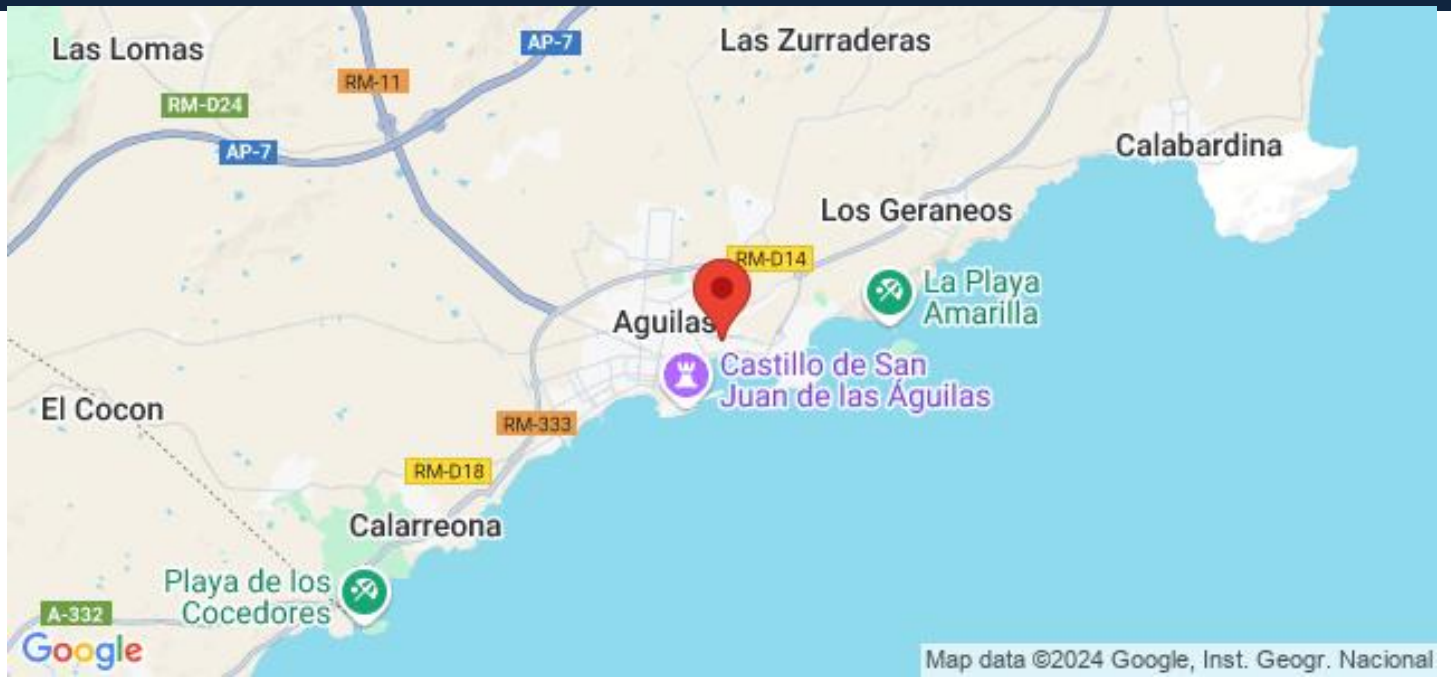 Las Lomas
AP-7
Las Zurraderas
RM-11
RM-D24
AP-7
Calabardina
Los Geraneos
RM-D14
La Playa
Amarilla
Aguilas
Castillo de San
Juan de las Águilas
El Cocon
RM-333
RM-D18
Calarreona
Playa de los
Cocedores
A-332
Google
Map data ©2024 Google, Inst. Geogr. Nacional